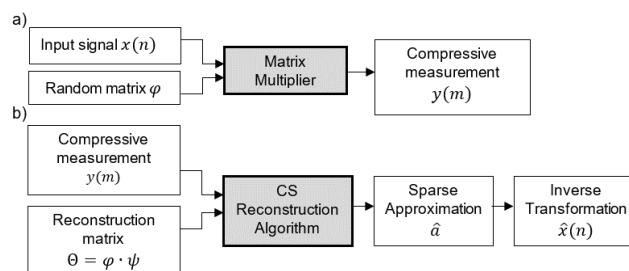 a)
Input signal x(n)
Random matrix φ
Matrix
Multiplier
Compressive
measurement
y(m)
b)
Compressive
measurement
y(m)
Reconstruction
matrix
Θ = φ · ψ
CS
Reconstruction
Algorithm
Sparse
Approximation
â
Inverse
Transformation
x̂(n)